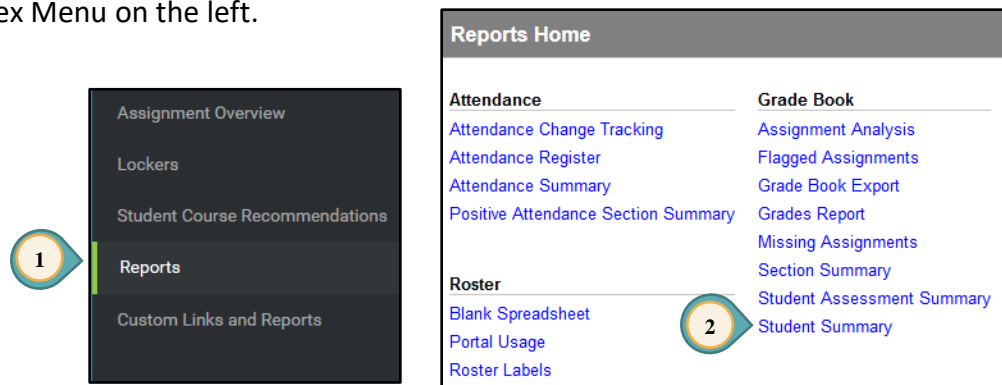 ex Menu on the left.
Assignment Overview
Lockers
Student Course Recommendations
1
Reports
Custom Links and Reports
Reports Home
Attendance
Attendance Change Tracking
Attendance Register
Attendance Summary
Positive Attendance Section Summary
Roster
Blank Spreadsheet
Portal Usage
Roster Labels
Grade Book
Assignment Analysis
Flagged Assignments
Grade Book Export
Grades Report
Missing Assignments
Section Summary
Student Assessment Summary
2
Student Summary